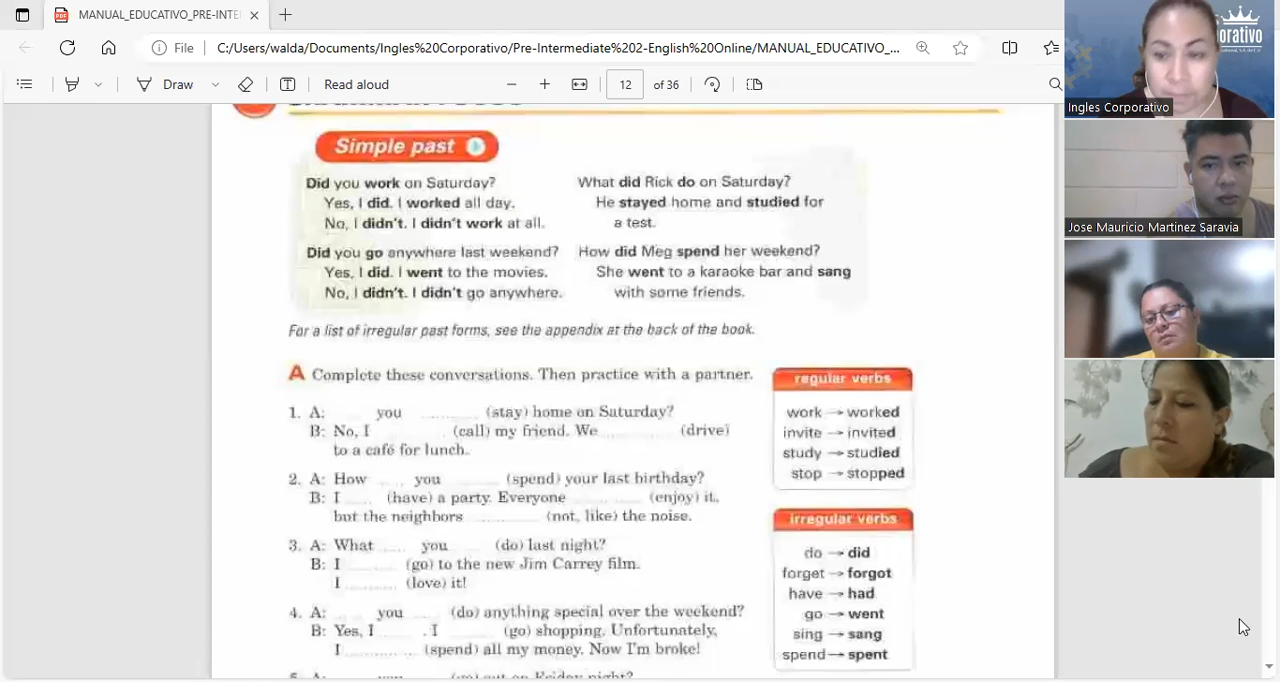 MANUAL_EDUCATIVO_PRE-INTE
File
C:/Users/walda/Documents/Ingles%20Corporativo/Pre-Intermediate%202-English%20Online/MANUAL_EDUCATIVO_...
Draw
Read aloud
12
of 36
Simple past
Did you work on Saturday?
Yes, I did. I worked all day.
No, I didn't. I didn't work at all.
Did you go anywhere last weekend?
Yes, I did. I went to the movies.
No, I didn't. I didn't go anywhere.
What did Rick do on Saturday?
He stayed home and studied for
a test.
How did Meg spend her weekend?
She went to a karaoke bar and sang
with some friends.
For a list of irregular past forms, see the appendix at the back of the book.
A Complete these conversations. Then practice with a partner.
1. A: you (stay) home on Saturday?
B: No, I (call) my friend. We (drive)
to a café for lunch.
2. A: How you (spend) your last birthday?
B: I (have) a party. Everyone (enjoy) it,
but the neighbors (not, like) the noise.
3. A: What you (do) last night?
B: I (go) to the new Jim Carrey film.
I (love) it!
4. A: you (do) anything special over the weekend?
B: Yes, I . I (go) shopping. Unfortunately,
I (spend) all my money. Now I'm broke!
regular verbs
work → worked
invite → invited
study → studied
stop → stopped
irregular verbs
do → did
forget → forgot
have → had
go → went
sing → sang
spend → spent
orativo
Ingles Corporativo
Jose Mauricio Martinez Saravia